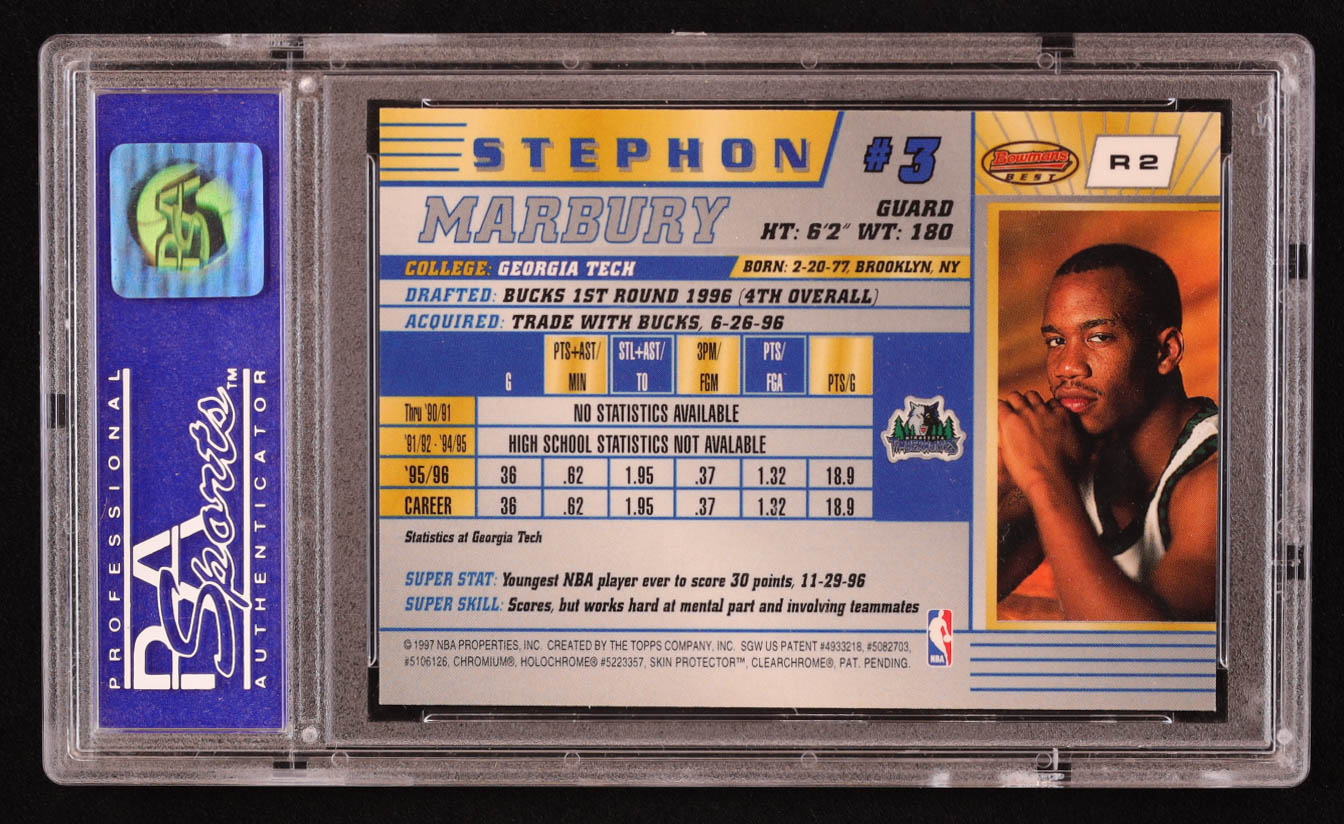 PROFESSIONAL
PSA
Sports™
AUTHENTICATOR
PSA
STEPHON
#3
MARBURY
GUARD
HT: 6'2" WT: 180
Bowman's
BEST
R2
COLLEGE: GEORGIA TECH
BORN: 2-20-77, BROOKLYN, NY
DRAFTED: BUCKS 1ST ROUND 1996 (4TH OVERALL)
ACQUIRED: TRADE WITH BUCKS, 6-26-96
G PTS+AST/MIN STL+AST/TO 3PM/FGM PTS/FGA PTS/G
Thru '90/91 NO STATISTICS AVAILABLE
'91/92 - '94/95 HIGH SCHOOL STATISTICS NOT AVALABLE
'95/96 36 .62 1.95 .37 1.32 18.9
CAREER 36 .62 1.95 .37 1.32 18.9
MINNESOTA
TIMBERWOLVES
Statistics at Georgia Tech
SUPER STAT: Youngest NBA player ever to score 30 points, 11-29-96
SUPER SKILL: Scores, but works hard at mental part and involving teammates
NBA
© 1997 NBA PROPERTIES, INC. CREATED BY THE TOPPS COMPANY, INC. SGW US PATENT #4933218, #5082703,
#5106126, CHROMIUM®, HOLOCHROME® #5223357, SKIN PROTECTOR™, CLEARCHROME®, PAT. PENDING.